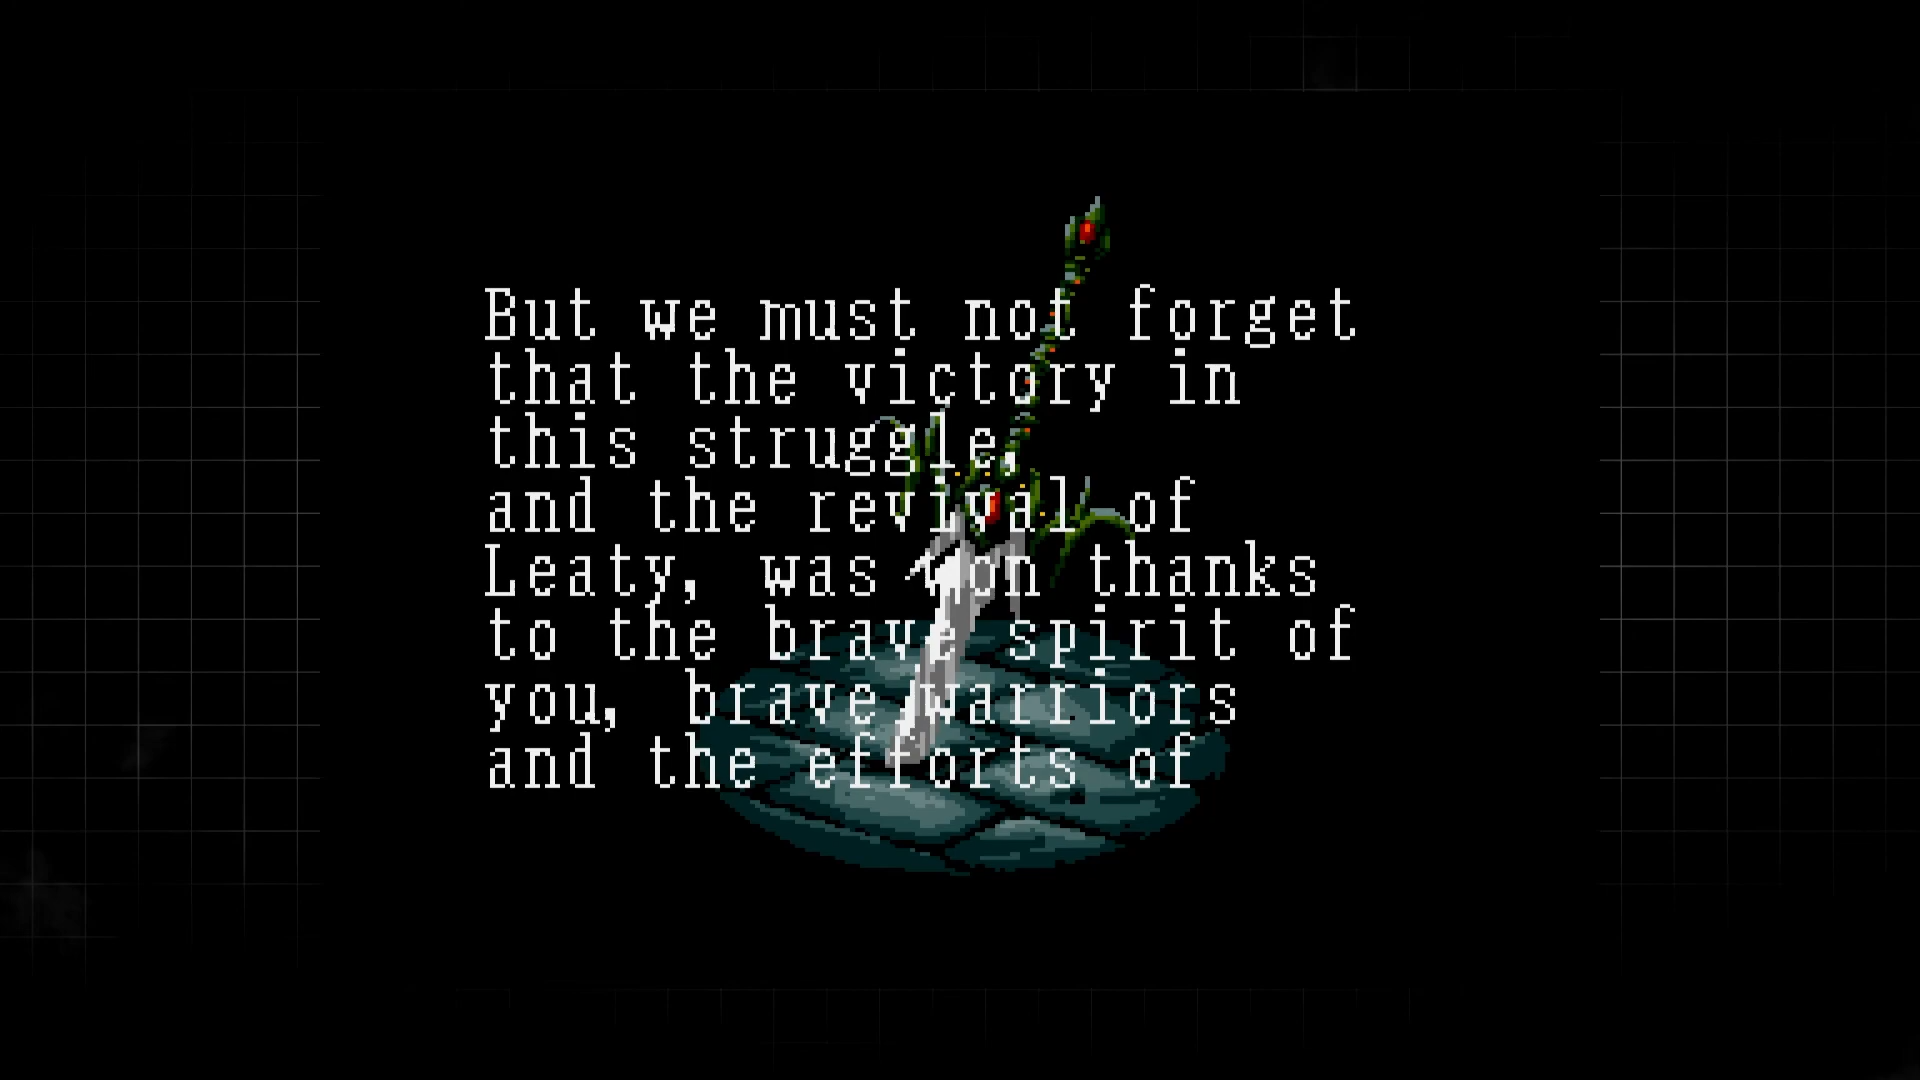 But we must not forget
that the victory in
this struggle,
and the revival of
Leaty, was won thanks
to the brave spirit of
you, brave warriors
and the efforts of